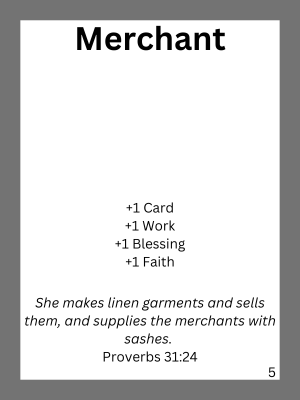 Merchant
+1 Card
+1 Work
+1 Blessing
+1 Faith
She makes linen garments and sells
them, and supplies the merchants with
sashes.
Proverbs 31:24
5